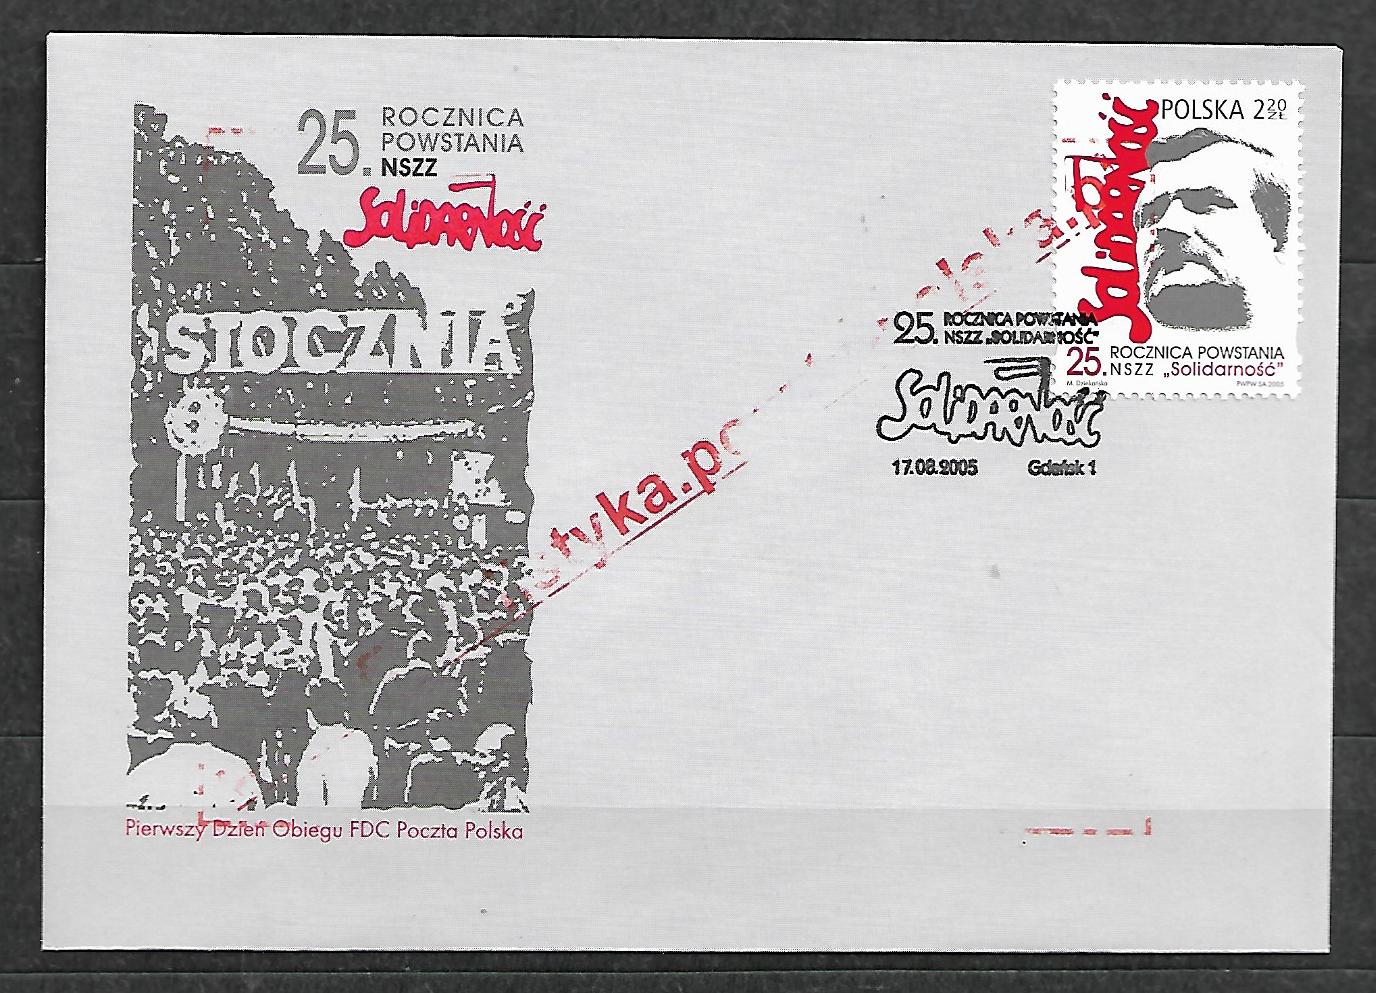 25. ROCZNICA
POWSTANIA
NSZZ
Solidarność
STOCZNIA
Pierwszy Dzień Obiegu FDC Poczta Polska
POLSKA 2 20 ZŁ
Solidarność
25. ROCZNICA POWSTANIA
NSZZ „Solidarność”
M. Dziekańska
PWPW SA 2005
25. ROCZNICA POWSTANIA
NSZZ „SOLIDARNOŚĆ”
Solidarność
17.08.2005 Gdańsk 1
styka.p